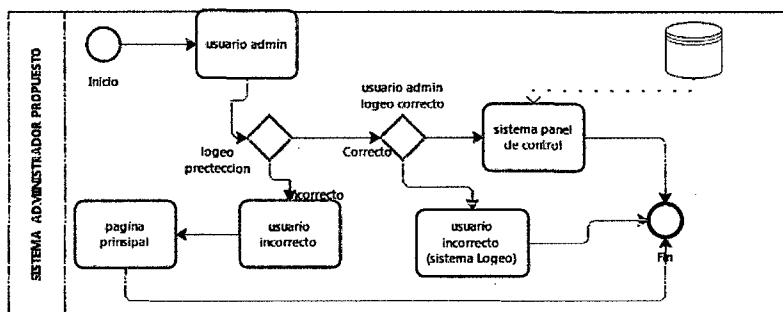 SISTEMA ADMINISTRADOR PROPUESTO
Inicio
usuario admin
logeo
precteccion
usuario admin
logeo correcto
Correcto
sistema panel
de control
ncorrecto
pagina
prinsipal
usuario
incorrecto
usuario
incorrecto
(sistema Logeo)
Fin